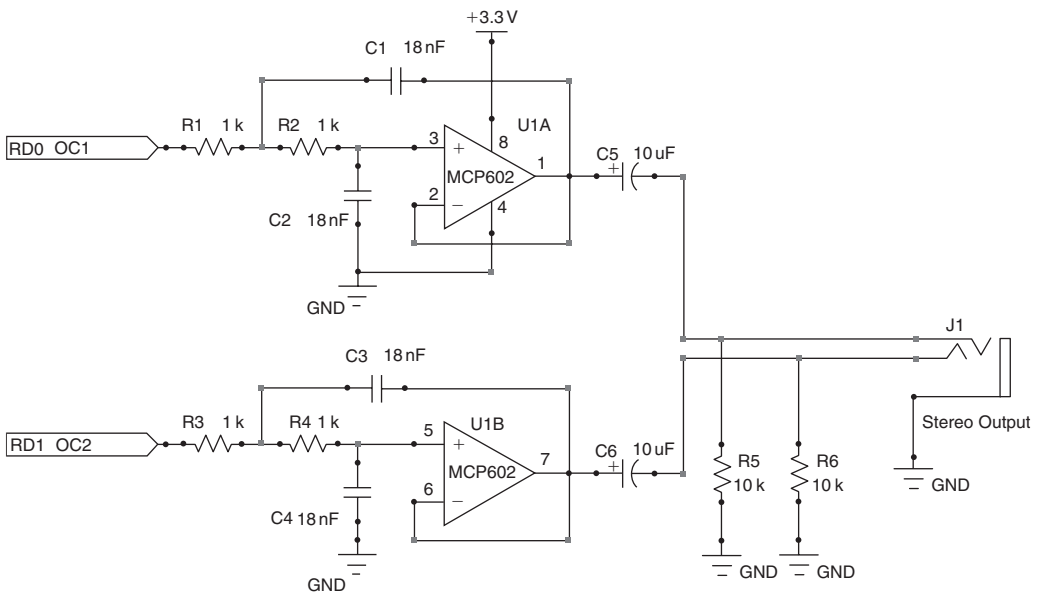 +3.3 V
C1 18 nF
R1 1 k
R2 1 k
U1A
RD0 OC1
3
8
+
MCP602
1
2
−
4
C5 10 uF
+
C2 18 nF
GND
J1
C3 18 nF
Stereo Output
R3 1 k
R4 1 k
U1B
RD1 OC2
5
+
MCP602
7
6
−
C6 10 uF
+
R5
10 k
R6
10 k
GND
C4 18 nF
GND
GND
GND